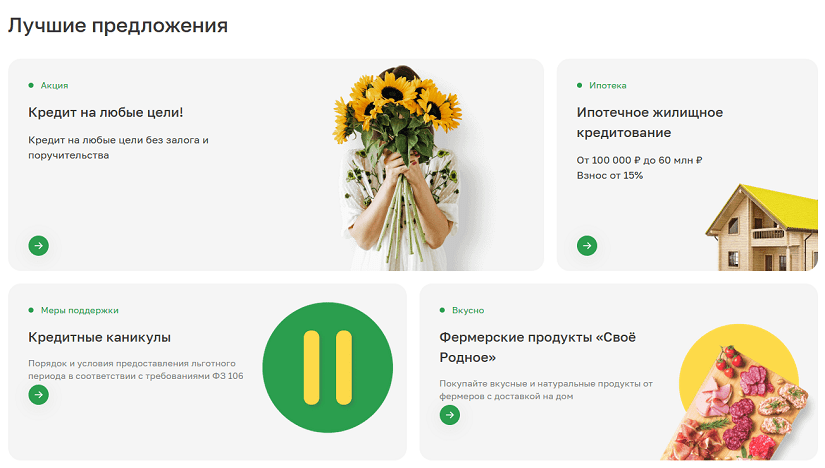 Лучшие предложения
Акция
Кредит на любые цели!
Кредит на любые цели без залога и
поручительства
Ипотека
Ипотечное жилищное
кредитование
От 100 000 ₽ до 60 млн ₽
Взнос от 15%
Меры поддержки
Кредитные каникулы
Порядок и условия предоставления льготного
периода в соответствии с требованиями ФЗ 106
Вкусно
Фермерские продукты «Своё
Родное»
Покупайте вкусные и натуральные продукты от
фермеров с доставкой на дом